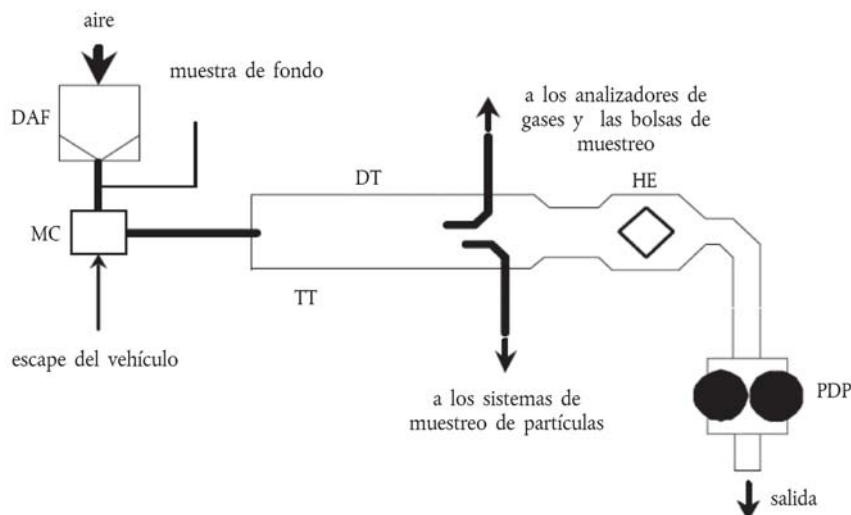 aire
muestra de fondo
DAF
a los analizadores de
gases y las bolsas de
muestreo
DT
HE
MC
TT
escape del vehículo
a los sistemas de
muestreo de partículas
PDP
salida